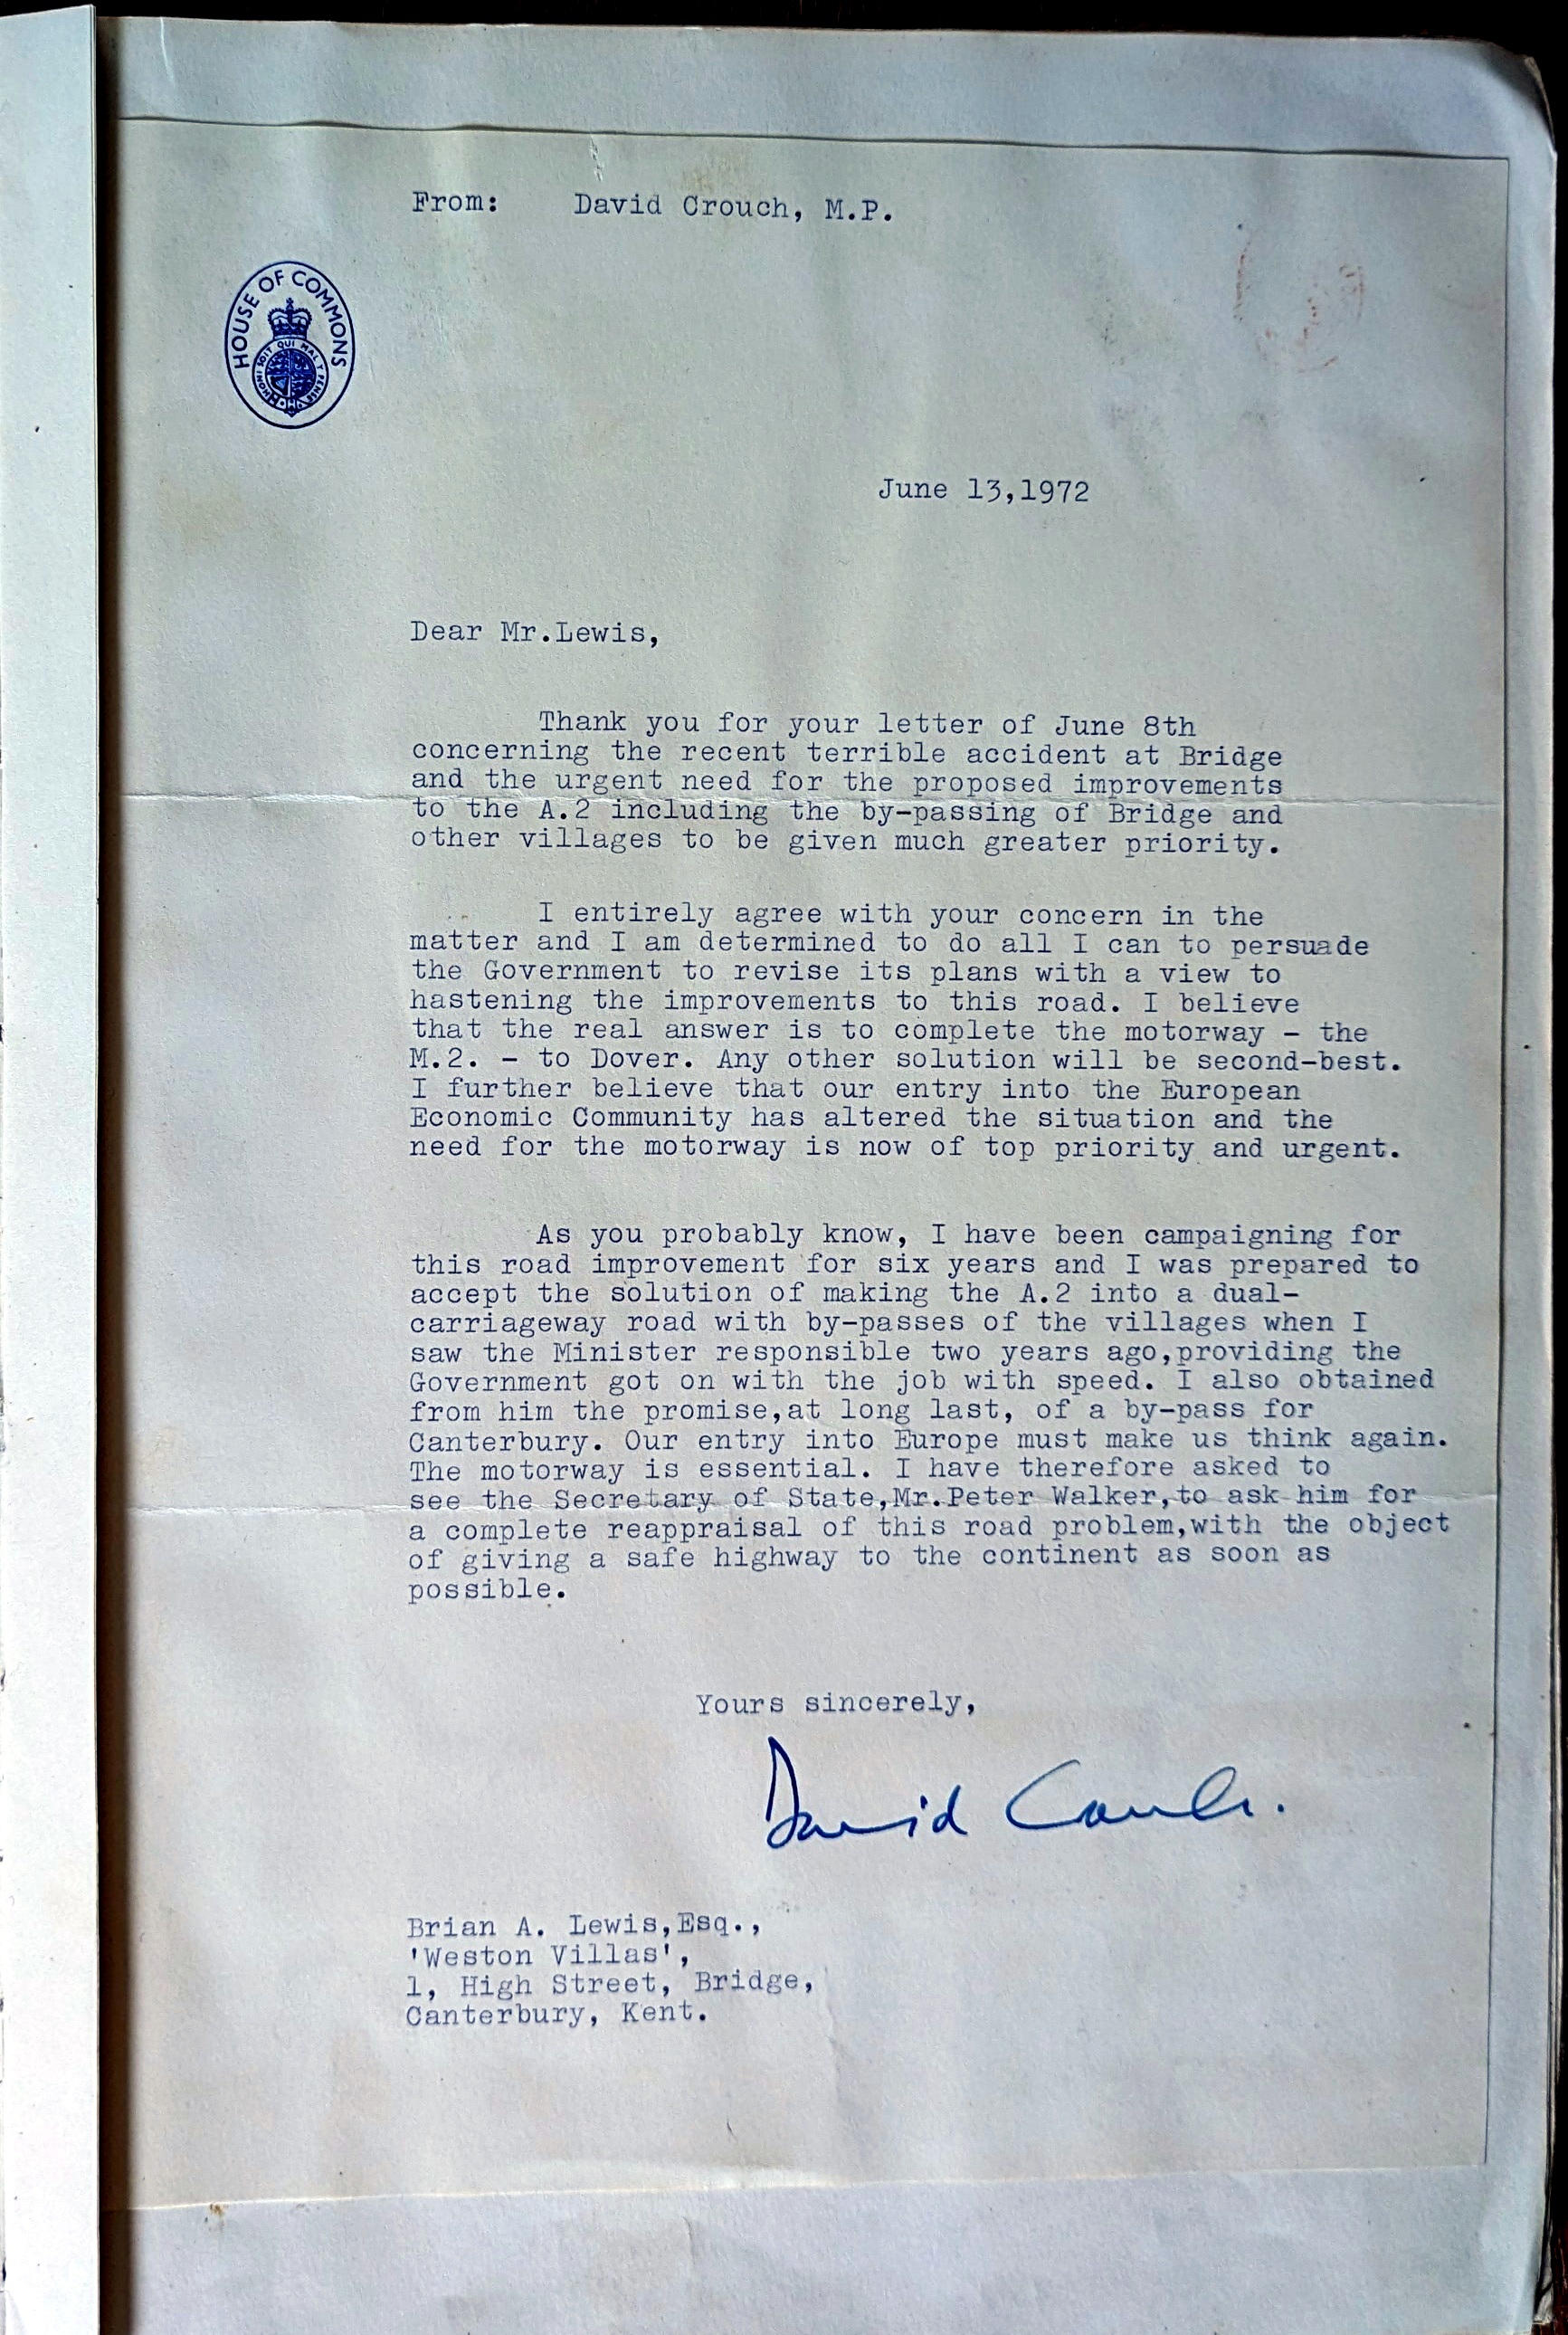 From: David Crouch, M.P.
HOUSE OF COMMONS
HONI SOIT QUI MAL Y PENSE
June 13,1972
Dear Mr.Lewis,
Thank you for your letter of June 8th
concerning the recent terrible accident at Bridge
and the urgent need for the proposed improvements
to the A.2 including the by-passing of Bridge and
other villages to be given much greater priority.
I entirely agree with your concern in the
matter and I am determined to do all I can to persuade
the Government to revise its plans with a view to
hastening the improvements to this road. I believe
that the real answer is to complete the motorway - the
M.2. - to Dover. Any other solution will be second-best.
I further believe that our entry into the European
Economic Community has altered the situation and the
need for the motorway is now of top priority and urgent.
As you probably know, I have been campaigning for
this road improvement for six years and I was prepared to
accept the solution of making the A.2 into a dual-
carriageway road with by-passes of the villages when I
saw the Minister responsible two years ago,providing the
Government got on with the job with speed. I also obtained
from him the promise,at long last, of a by-pass for
Canterbury. Our entry into Europe must make us think again.
The motorway is essential. I have therefore asked to
see the Secretary of State,Mr.Peter Walker,to ask him for
a complete reappraisal of this road problem,with the object
of giving a safe highway to the continent as soon as
possible.
Yours sincerely,
David Crouch.
Brian A. Lewis,Esq.,
'Weston Villas',
1, High Street, Bridge,
Canterbury, Kent.